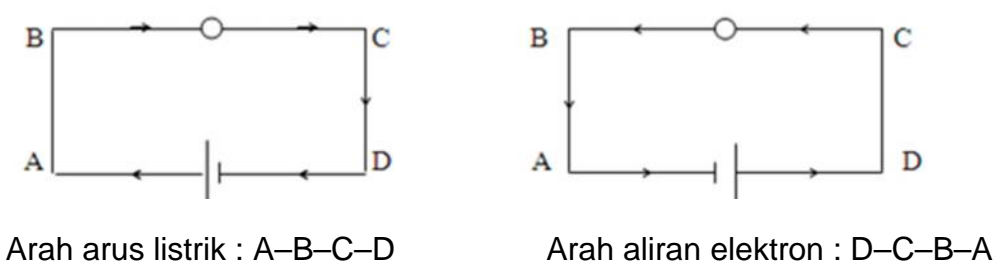 B C B C
A D A D
Arah arus listrik : A–B–C–D Arah aliran elektron : D–C–B–A